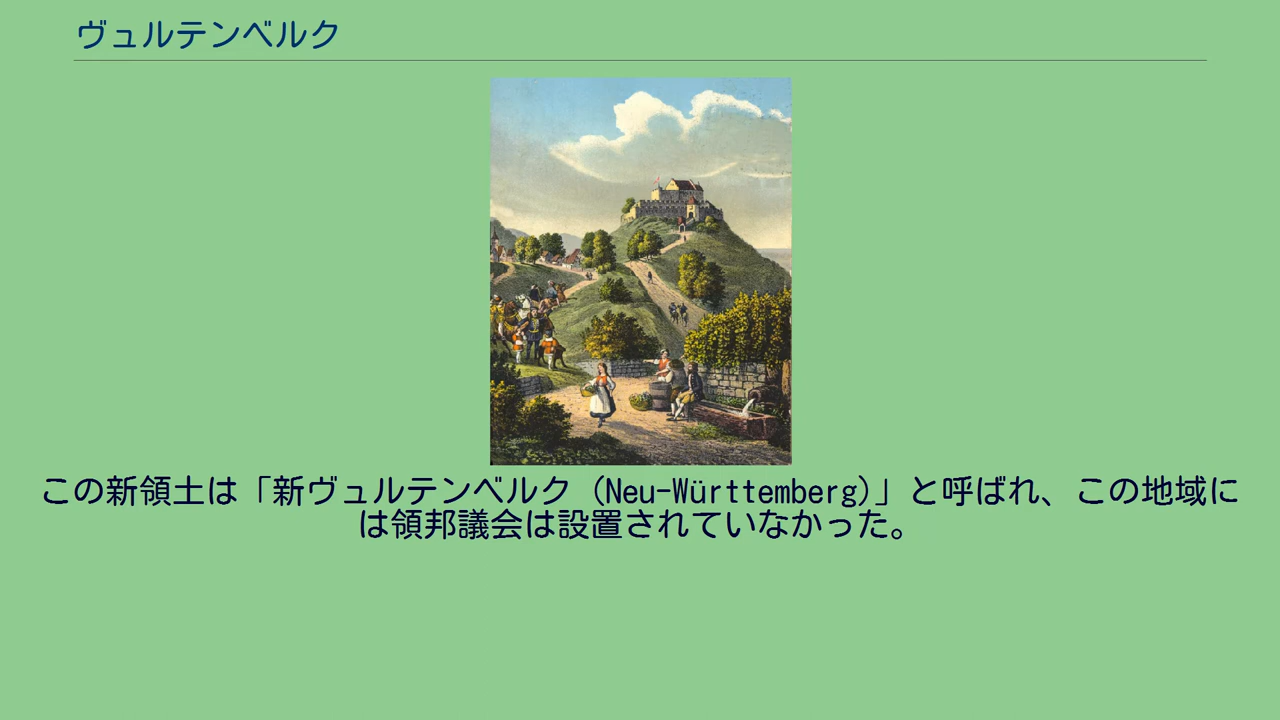 ヴュルテンベルク
この新領土は「新ヴュルテンベルク (Neu-Württemberg)」と呼ばれ、この地域に
は領邦議会は設置されていなかった。